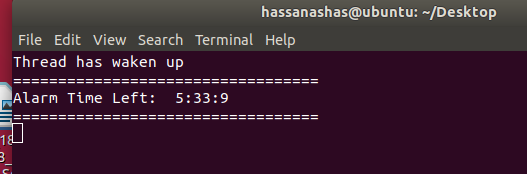 hassanashas@ubuntu: ~/Desktop
File Edit View Search Terminal Help
Thread has waken up
==================================
Alarm Time Left:  5:33:9
==================================
18